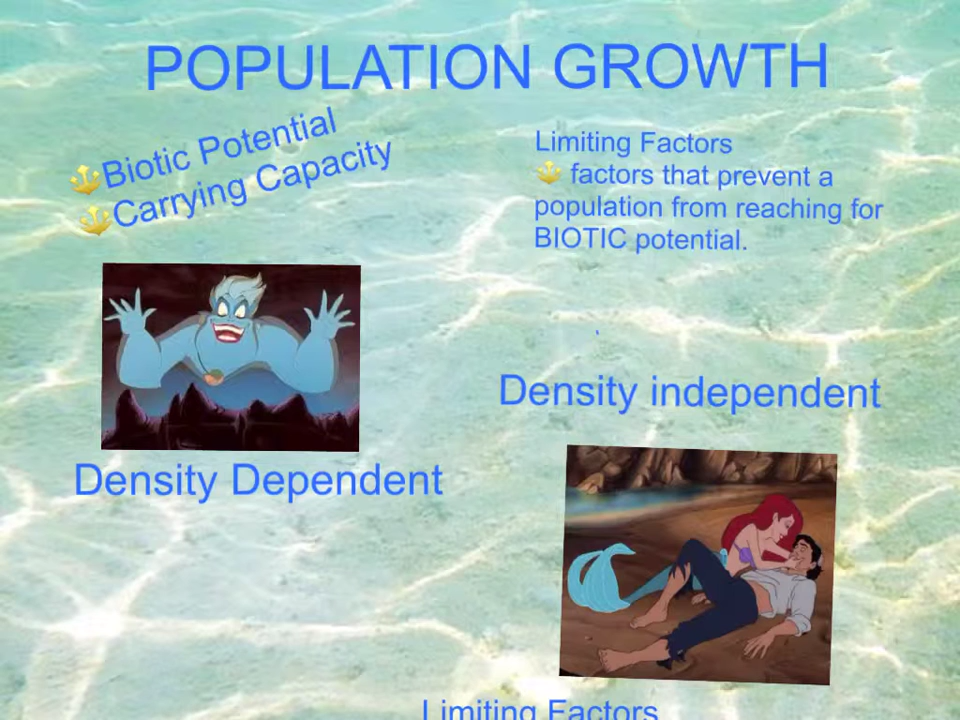 POPULATION GROWTH
Biotic Potential
Carrying Capacity
Limiting Factors
factors that prevent a
population from reaching for
BIOTIC potential.
Density independent
Density Dependent
Limiting Factors